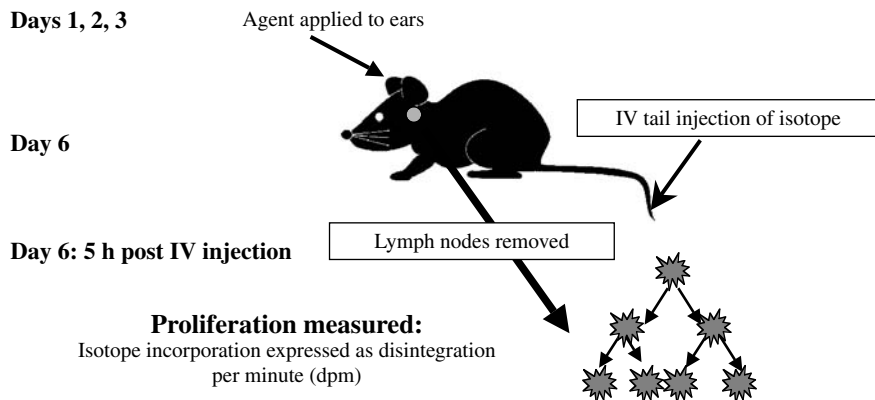 Days 1, 2, 3
Agent applied to ears
IV tail injection of isotope
Day 6
Day 6: 5 h post IV injection
Lymph nodes removed
Proliferation measured:
Isotope incorporation expressed as disintegration
per minute (dpm)